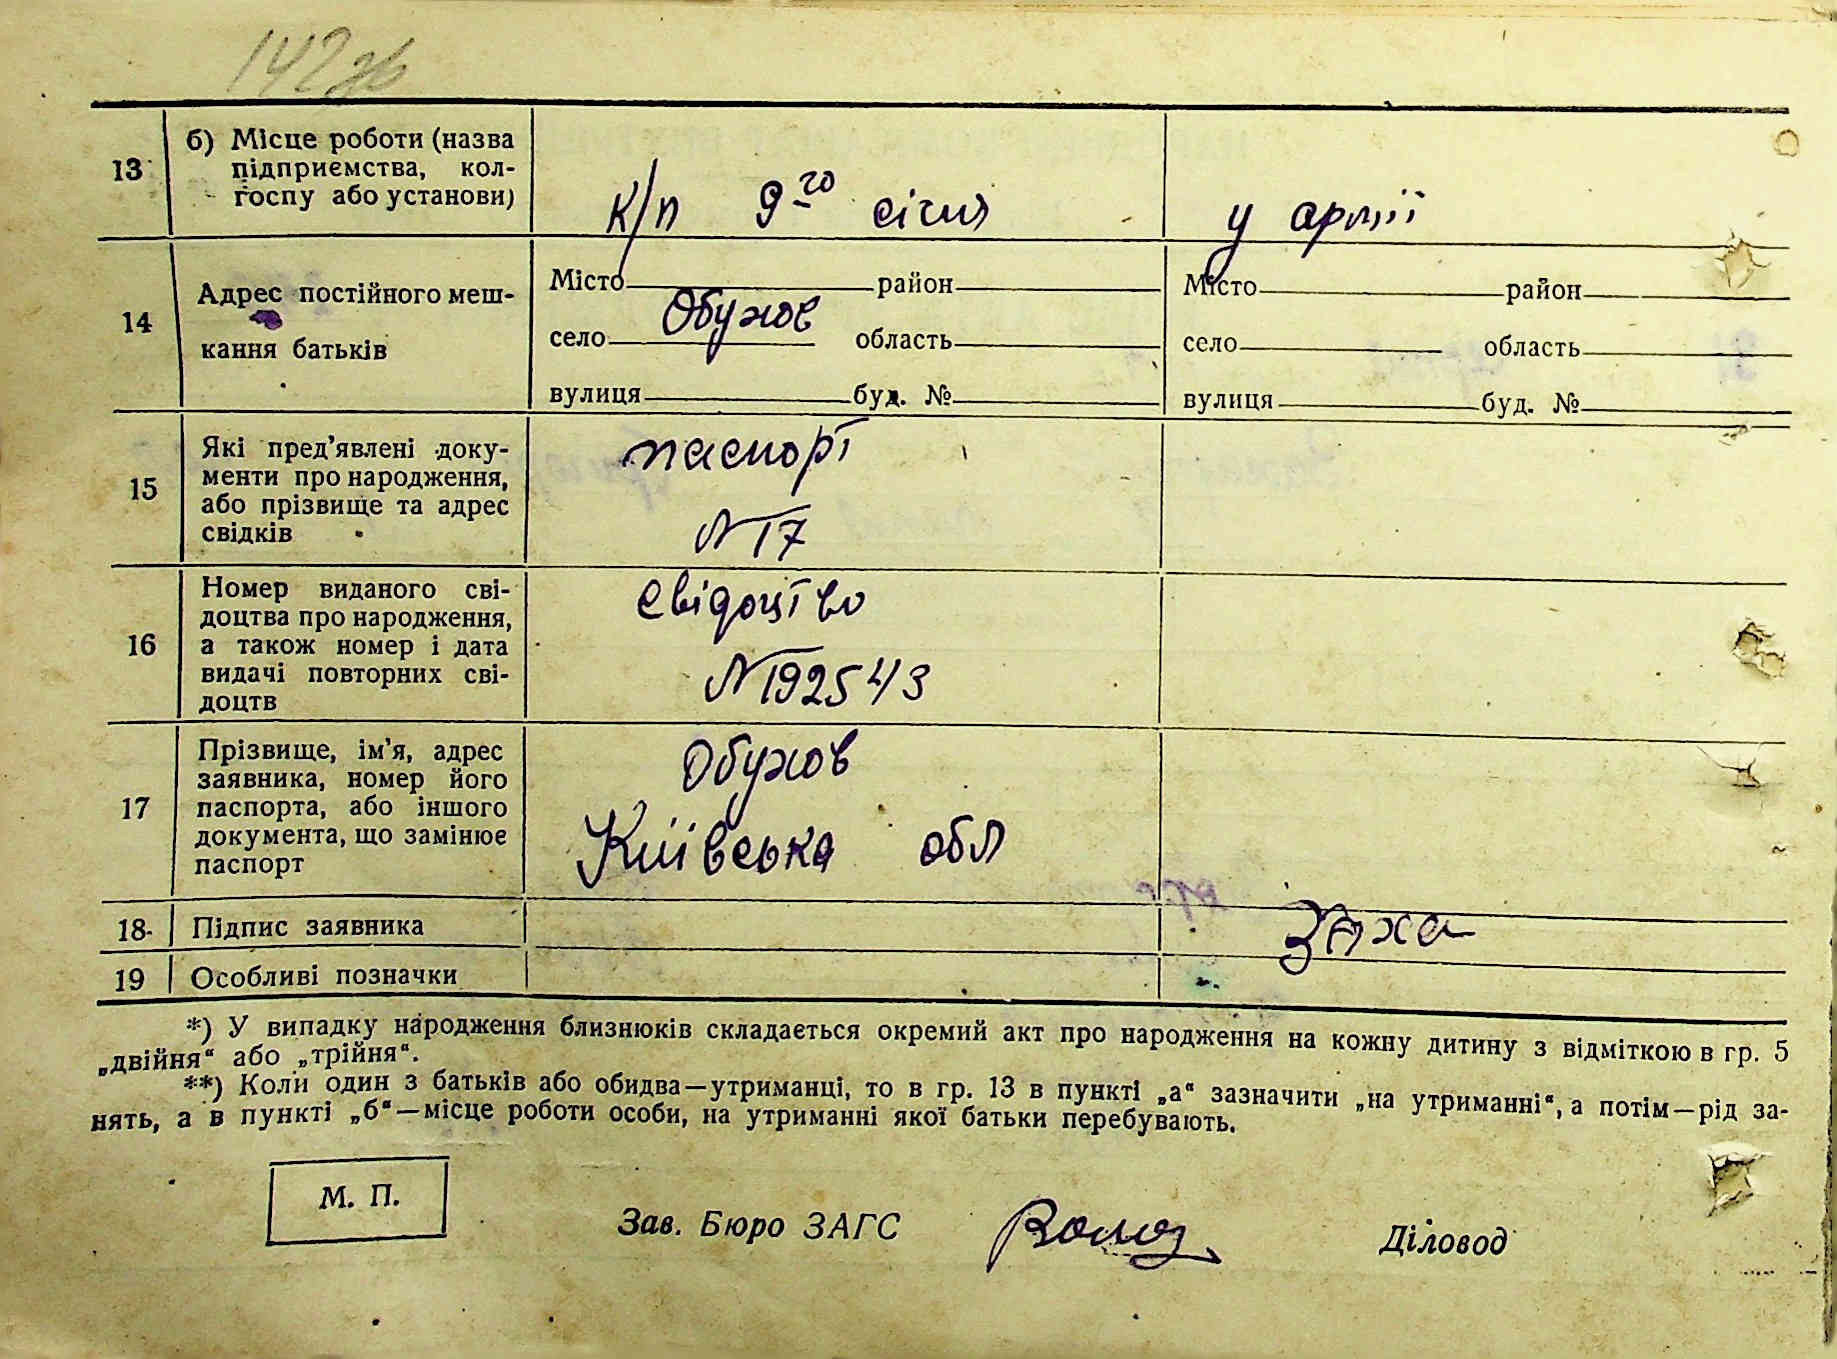 142зв
13
б) Місце роботи (назва
підприємства, кол-
госпу або установи)
к/п 9го січня
у армії
14
Адрес постійного меш-
кання батьків
Місто район
село Обухов область
вулиця буд. №
Місто район
село область
вулиця буд. №
15
Які пред'явлені доку-
менти про народження,
або прізвище та адрес
свідків
паспорт
N 17
16
Номер виданого сві-
доцтва про народження,
а також номер і дата
видачі повторних сві-
доцтв
свідоцтво
N 192543
17
Прізвище, ім'я, адрес
заявника, номер його
паспорта, або іншого
документа, що замінює
паспорт
Обухов
Київська обл
18
Підпис заявника
Заха
19
Особливі позначки
*) У випадку народження близнюків складається окремий акт про народження на кожну дитину з відміткою в гр. 5
„двійня“ або „трійня“.
**) Коли один з батьків або обидва—утриманці, то в гр. 13 в пункті „а“ зазначити „на утриманні“, а потім—рід за-
нять, а в пункті „б“—місце роботи особи, на утриманні якої батьки перебувають.
М. П.
Зав. Бюро ЗАГС
Діловод